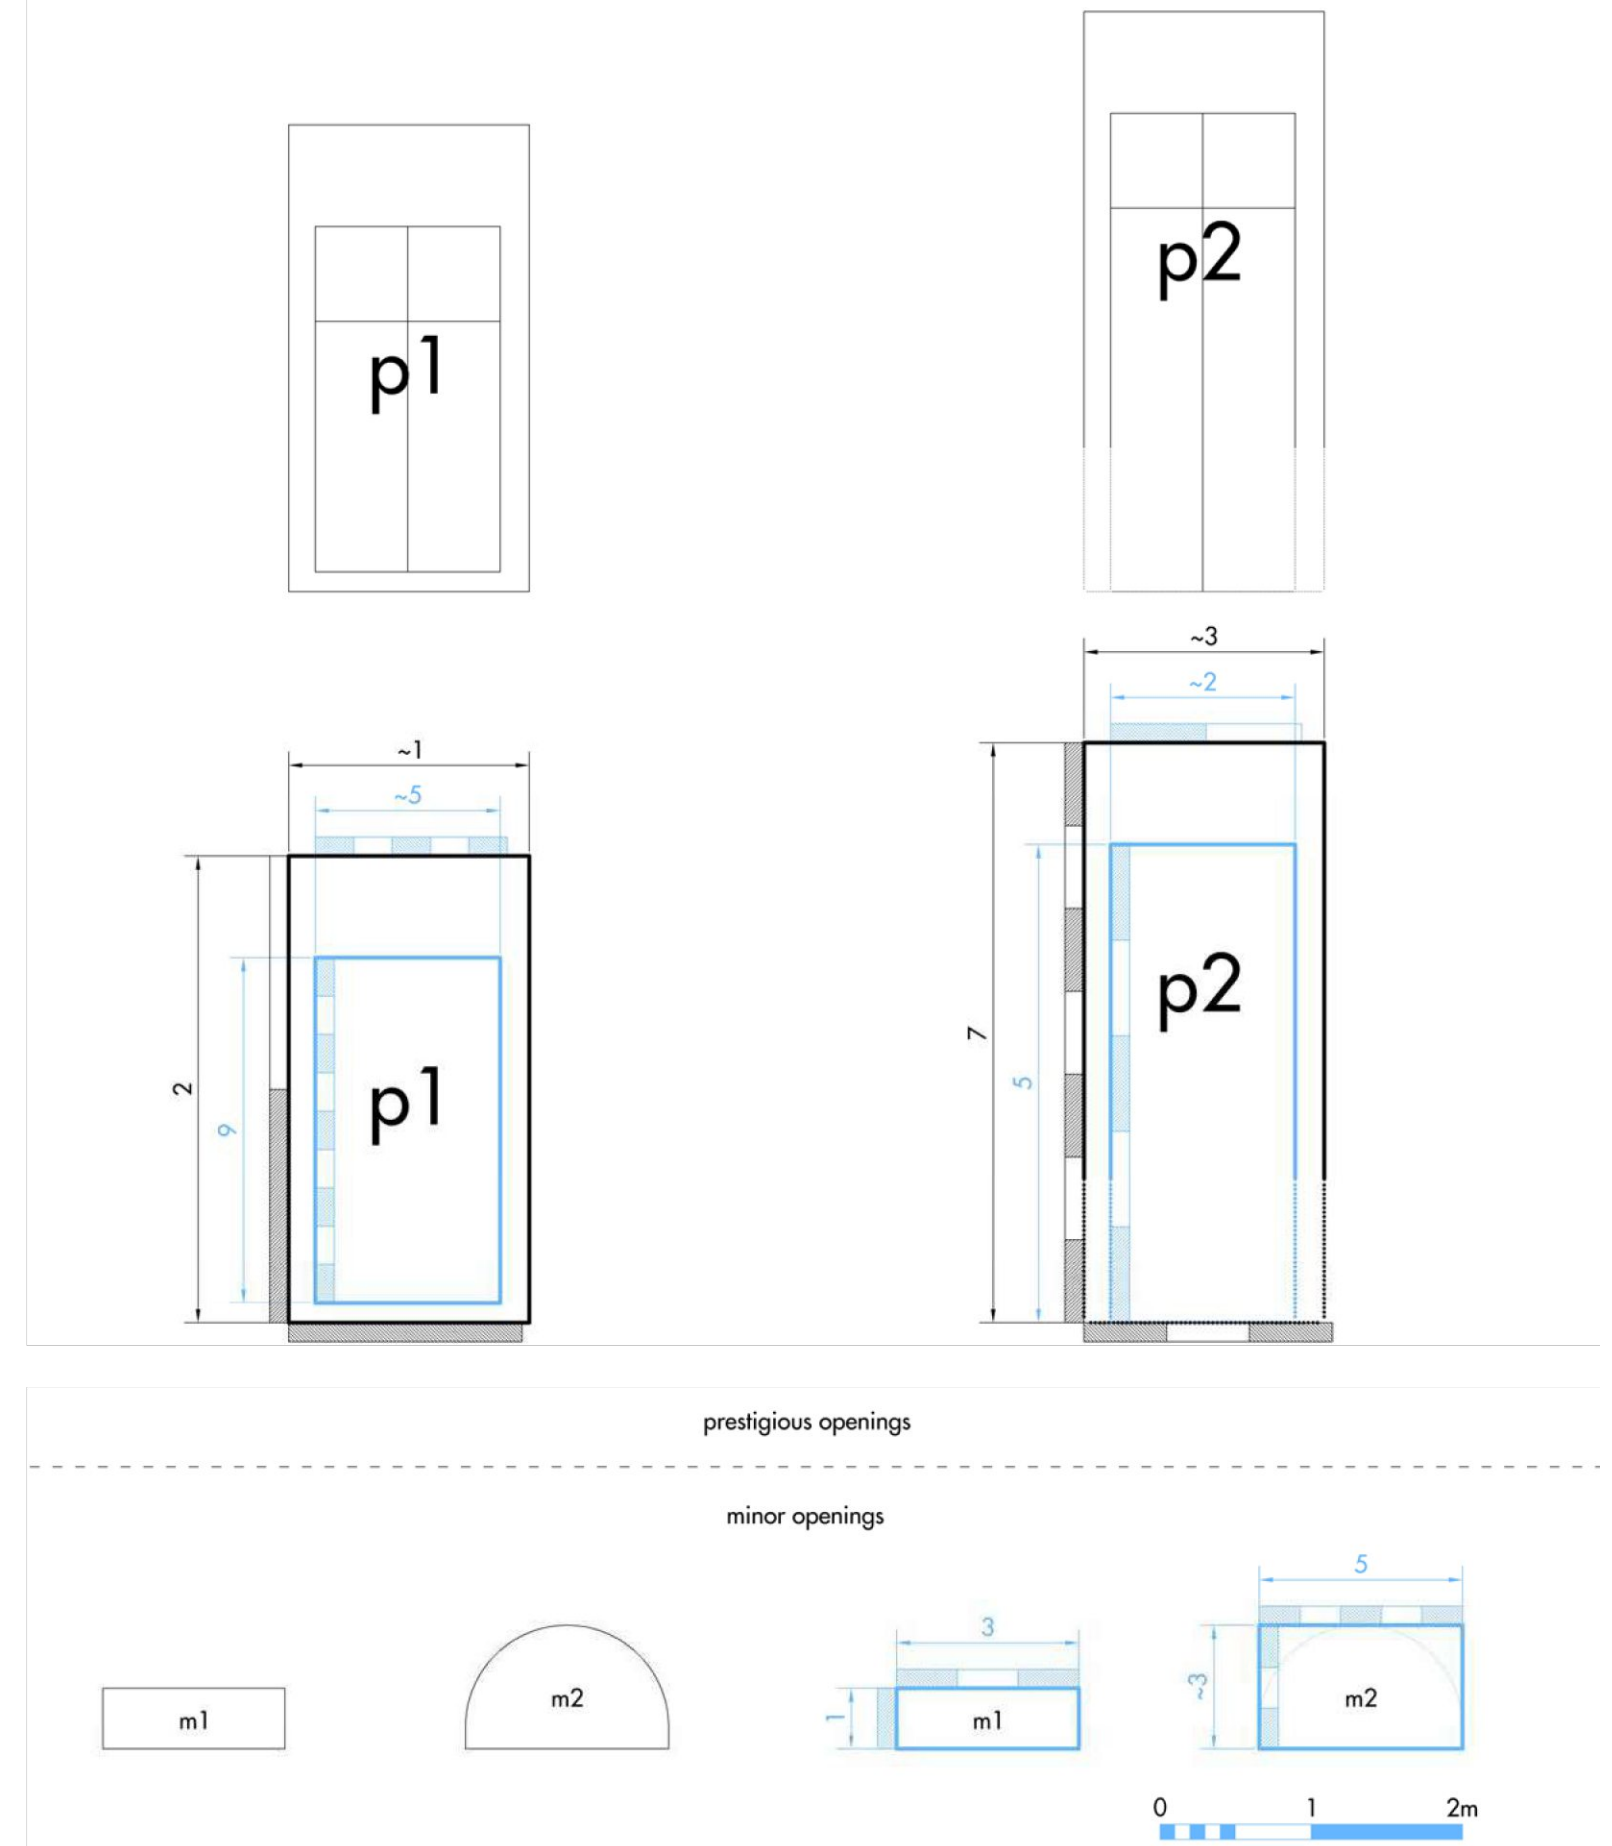 p1
p2
~3
~2
~1
~5
2
9
p1
7
5
p2
prestigious openings
minor openings
m1
m2
3
1
m1
5
~3
m2
0 1 2m